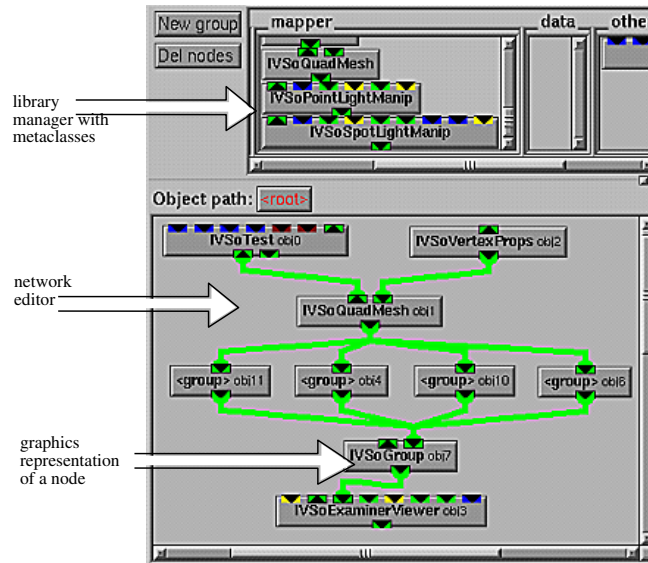 New group
Del nodes
mapper
data
othe
IVSoQuadMesh
IVSoPointLightManip
IVSoSpotLightManip
library
manager with
metaclasses
Object path: <root>
IVSoTest obj0
IVSoVertexProps obj2
network
editor
IVSoQuadMesh obj1
<group> obj11
<group> obj4
<group> obj10
<group> obj6
graphics
representation
of a node
IVSoGroup obj7
IVSoExaminerViewer obj3